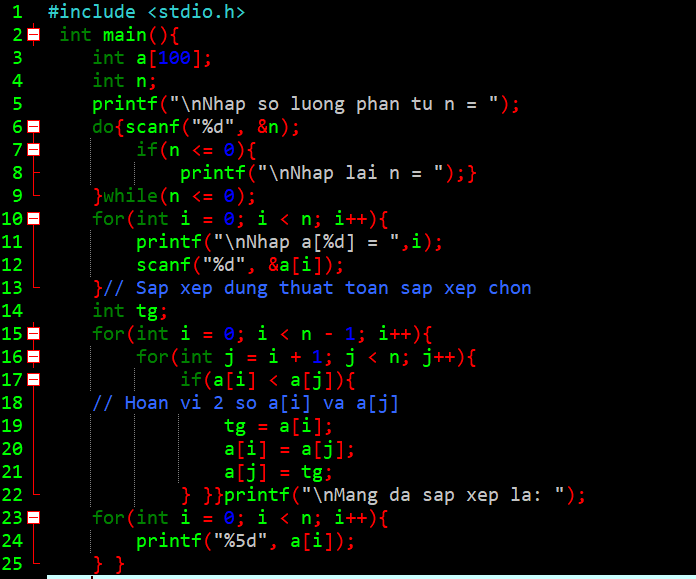 1 #include <stdio.h>
2 int main(){
3 int a[100];
4 int n;
5 printf("\nNhap so luong phan tu n = ");
6 do{scanf("%d", &n);
7 if(n <= 0){
8 printf("\nNhap lai n = ");}
9 }while(n <= 0);
10 for(int i = 0; i < n; i++){
11 printf("\nNhap a[%d] = ",i);
12 scanf("%d", &a[i]);
13 }// Sap xep dung thuat toan sap xep chon
14 int tg;
15 for(int i = 0; i < n - 1; i++){
16 for(int j = i + 1; j < n; j++){
17 if(a[i] < a[j]){
18 // Hoan vi 2 so a[i] va a[j]
19 tg = a[i];
20 a[i] = a[j];
21 a[j] = tg;
22 } }}printf("\nMang da sap xep la: ");
23 for(int i = 0; i < n; i++){
24 printf("%5d", a[i]);
25 } }